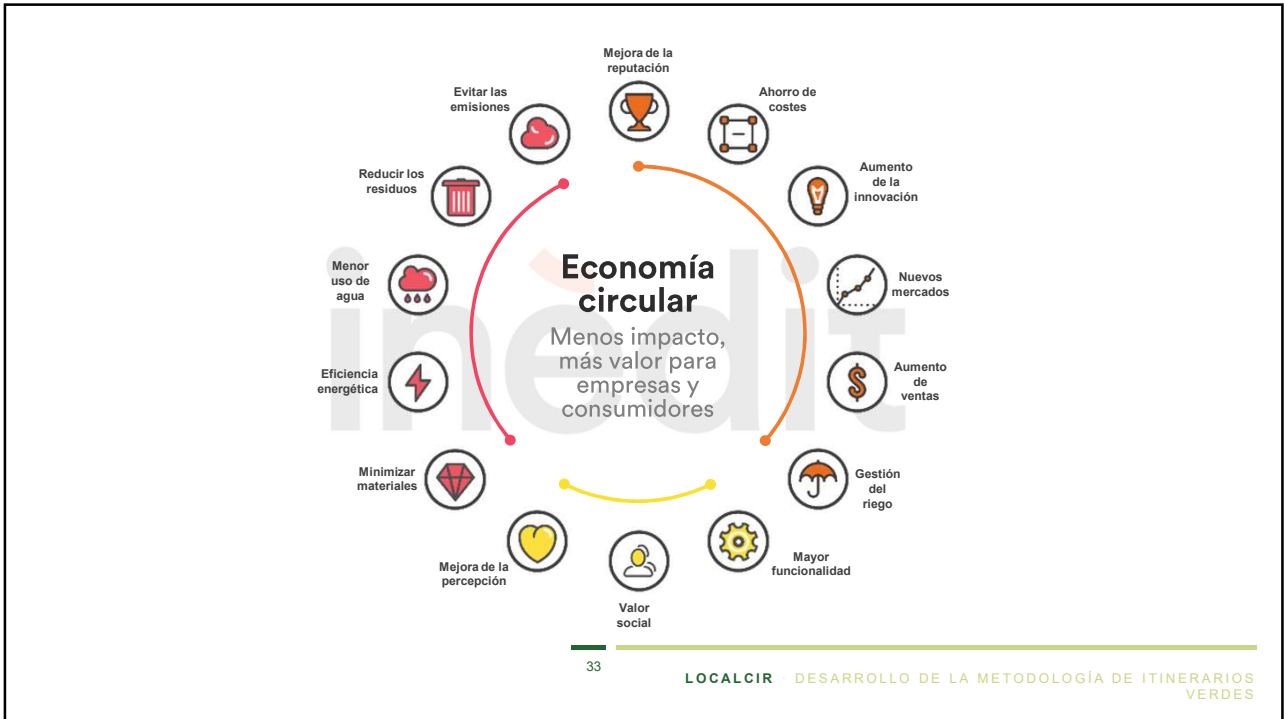 Mejora de la
reputación
Ahorro de
costes
Aumento
de la
innovación
Nuevos
mercados
Aumento
de
ventas
Gestión
del
riego
Mayor
funcionalidad
Valor
social
Mejora de la
percepción
Minimizar
materiales
Eficiencia
energética
Menor
uso de
agua
Reducir los
residuos
Evitar las
emisiones
inèdit
Economía
circular
Menos impacto,
más valor para
empresas y
consumidores
33
LOCALCIR DESARROLLO DE LA METODOLOGÍA DE ITINERARIOS
VERDES